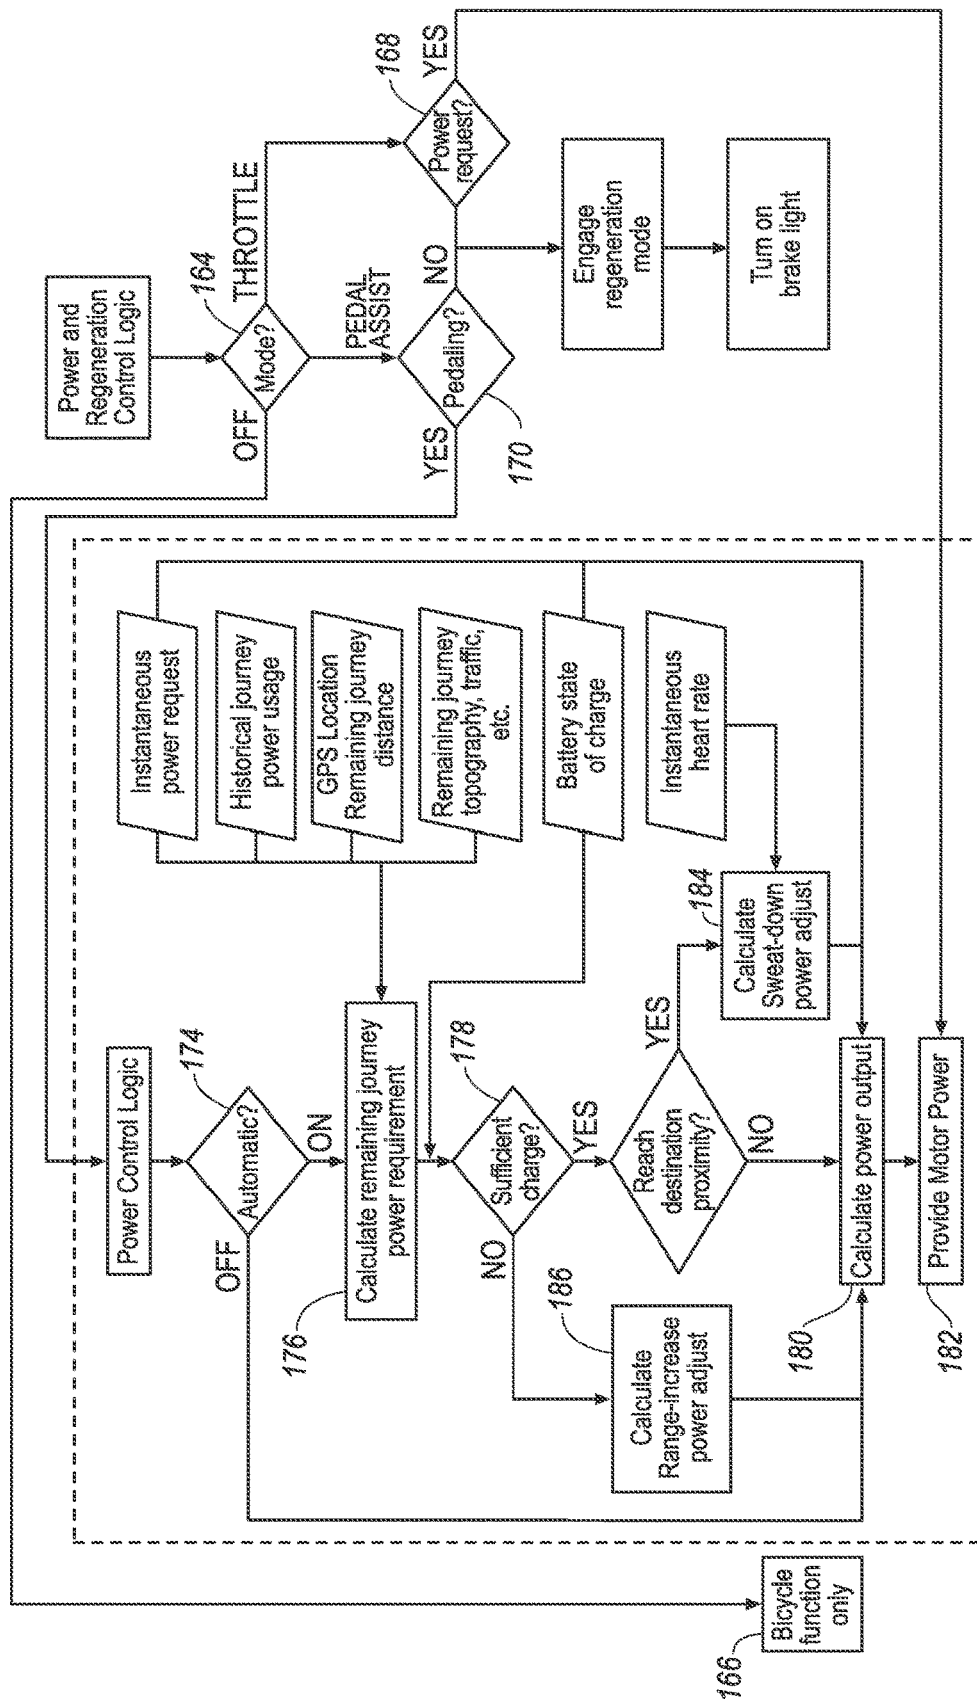 Power and
Regeneration
Control Logic
164
Mode?
OFF
THROTTLE
PEDAL
ASSIST
168
Power
request?
YES
Pedaling?
170
YES
NO
Engage
regeneration
mode
Turn on
brake light
Power Control Logic
174
Automatic?
OFF
ON
Instantaneous
power request
Historical journey
power usage
GPS Location
Remaining journey
distance
Remaining journey
topography, traffic,
etc.
Battery state
of charge
Instantaneous
heart rate
176
Calculate remaining journey
power requirement
178
Sufficient
charge?
NO
YES
186
Calculate
Range-increase
power adjust
Reach
destination
proximity?
YES
NO
184
Calculate
Sweat-down
power adjust
180
Calculate power output
182
Provide Motor Power
166
Bicycle
function
only